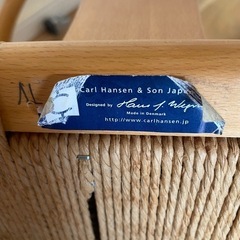 Carl Hansen & Son Japan
Designed by Hans J. Wegner
Made in Denmark
http://www.carlhansen.jp